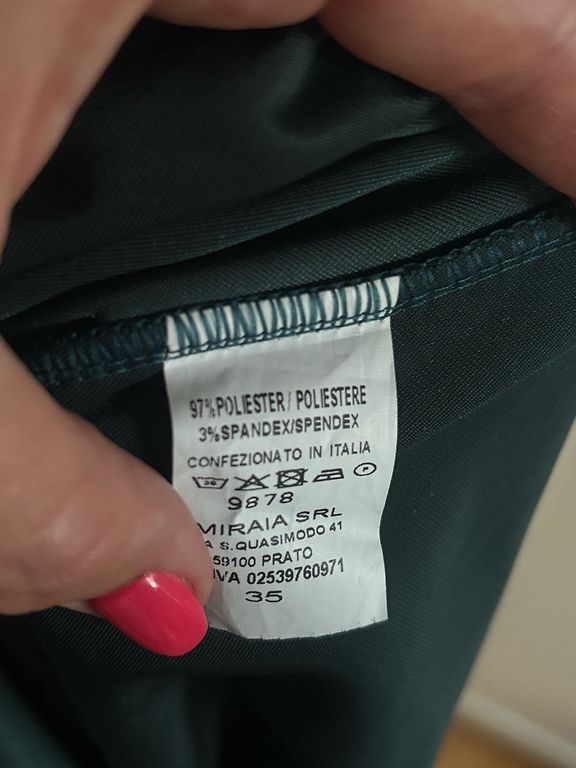 97%POLIESTER / POLIESTERE
3%SPANDEX/SPENDEX
CONFEZIONATO IN ITALIA
9878
MIRAIA SRL
A S.QUASIMODO 41
59100 PRATO
IVA 02539760971
35